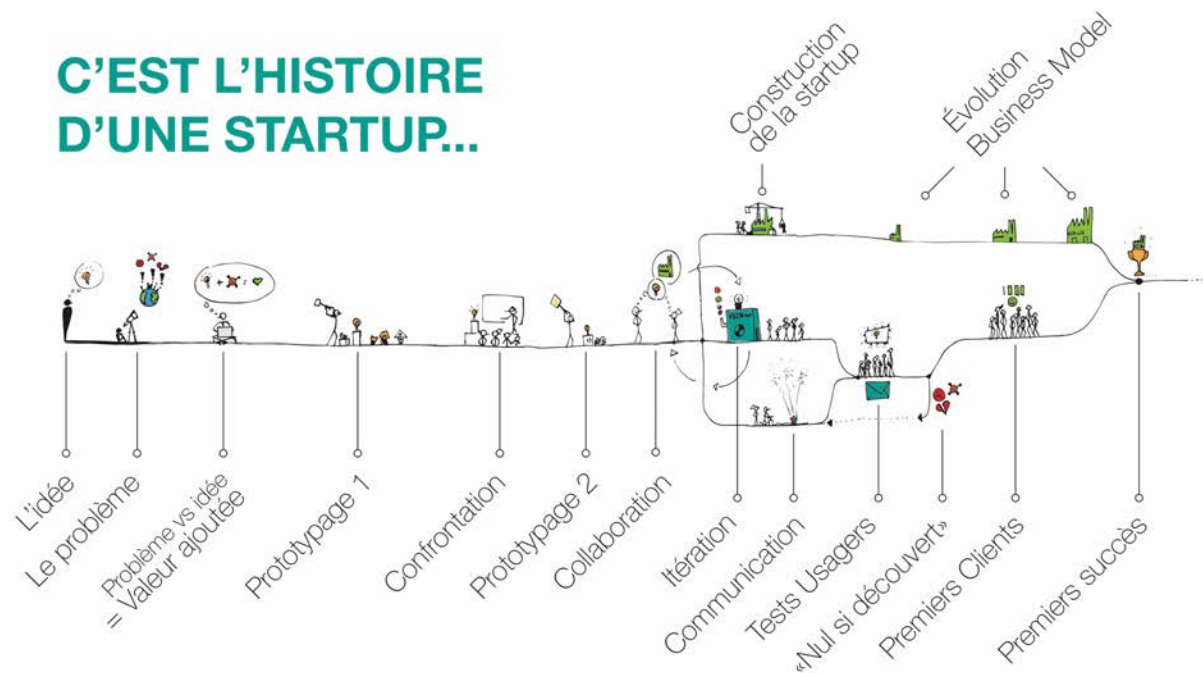 C'EST L'HISTOIRE
D'UNE STARTUP...
Construction
de la startup
Évolution
Business Model
L'idée
Le problème
Problème vs idée
= Valeur ajoutée
Prototypage 1
Confrontation
Prototypage 2
Collaboration
Itération
Communication
Tests Usagers
«Nul si découvert»
Premiers Clients
Premiers succès